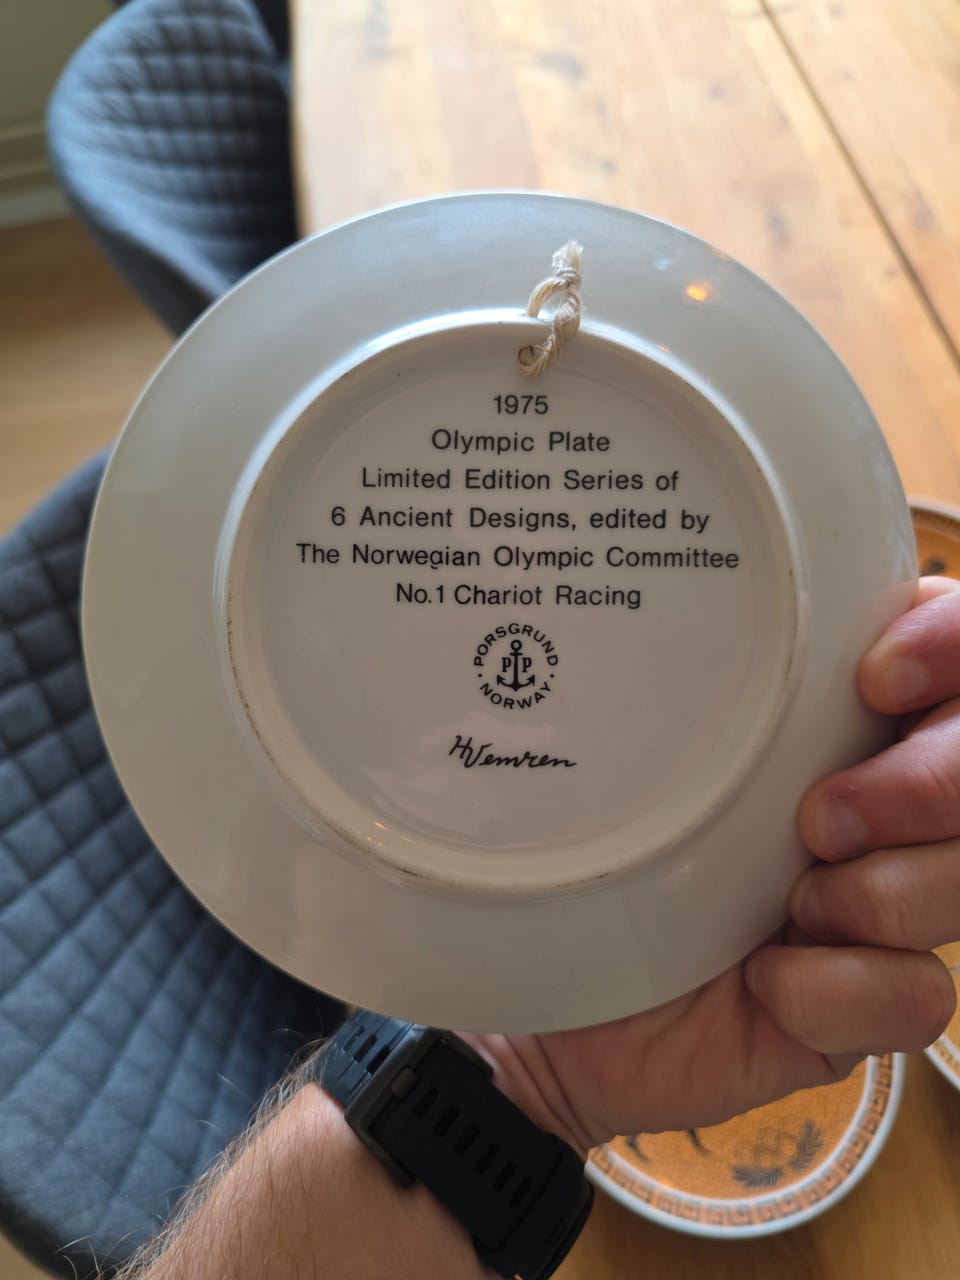 1975
Olympic Plate
Limited Edition Series of
6 Ancient Designs, edited by
The Norwegian Olympic Committee
No.1 Chariot Racing
PORSGRUND
P P
NORWAY
HVemren